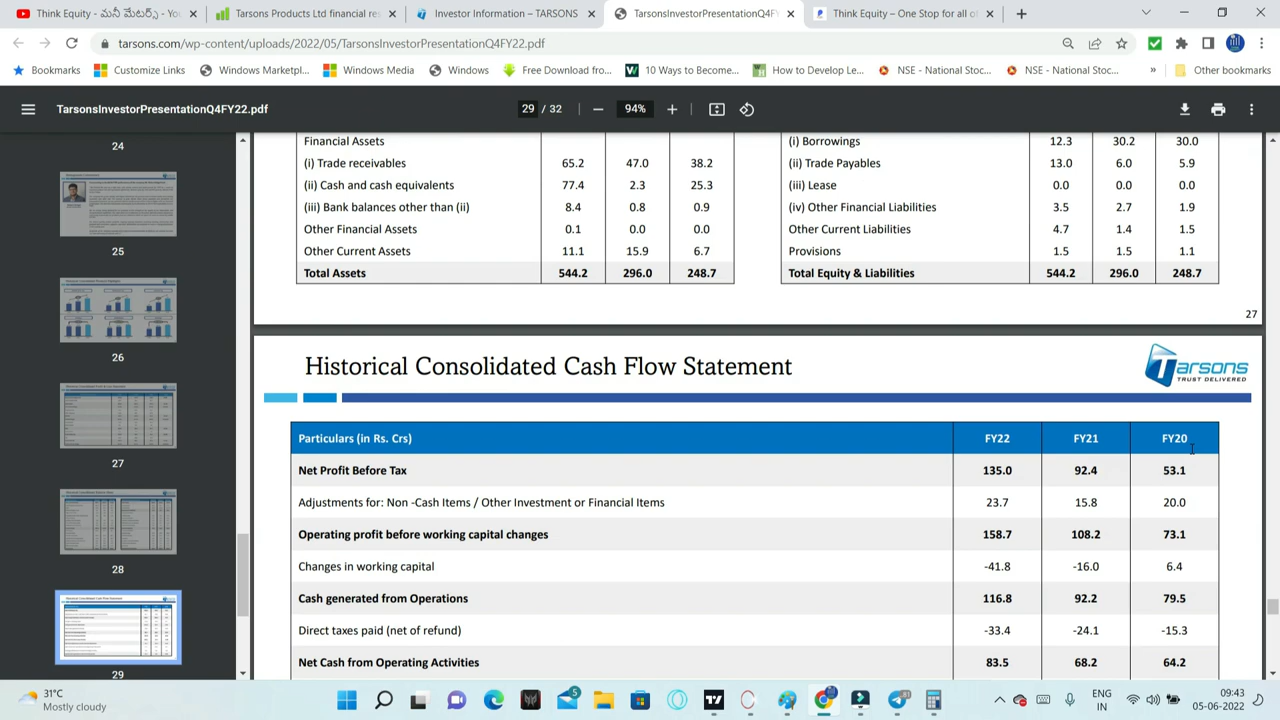 Think Equity - మనీ మేటర్స్ - Yo
Tarsons Products Ltd financial res
Investor Information – TARSONS
TarsonsInvestorPresentationQ4FY
Think Equity – One Stop for all o
tarsons.com/wp-content/uploads/2022/05/TarsonsInvestorPresentationQ4FY22.pdf
Bookmarks
Customize Links
Windows Marketpl...
Windows Media
Windows
Free Download fro...
10 Ways to Become...
How to Develop Le...
NSE - National Stoc...
NSE - National Stoc...
Other bookmarks
TarsonsInvestorPresentationQ4FY22.pdf
29 / 32
94%
24
25
26
27
28
29
Financial Assets
(i) Trade receivables 65.2 47.0 38.2
(ii) Cash and cash equivalents 77.4 2.3 25.3
(iii) Bank balances other than (ii) 8.4 0.8 0.9
Other Financial Assets 0.1 0.0 0.0
Other Current Assets 11.1 15.9 6.7
Total Assets 544.2 296.0 248.7
(i) Borrowings 12.3 30.2 30.0
(ii) Trade Payables 13.0 6.0 5.9
(iii) Lease 0.0 0.0 0.0
(iv) Other Financial Liabilities 3.5 2.7 1.9
Other Current Liabilities 4.7 1.4 1.5
Provisions 1.5 1.5 1.1
Total Equity & Liabilities 544.2 296.0 248.7
27
Historical Consolidated Cash Flow Statement
Tarsons
TRUST DELIVERED
Particulars (in Rs. Crs) FY22 FY21 FY20
Net Profit Before Tax 135.0 92.4 53.1
Adjustments for: Non -Cash Items / Other Investment or Financial Items 23.7 15.8 20.0
Operating profit before working capital changes 158.7 108.2 73.1
Changes in working capital -41.8 -16.0 6.4
Cash generated from Operations 116.8 92.2 79.5
Direct taxes paid (net of refund) -33.4 -24.1 -15.3
Net Cash from Operating Activities 83.5 68.2 64.2
31°C
Mostly cloudy
ENG
IN
09:43
05-06-2022